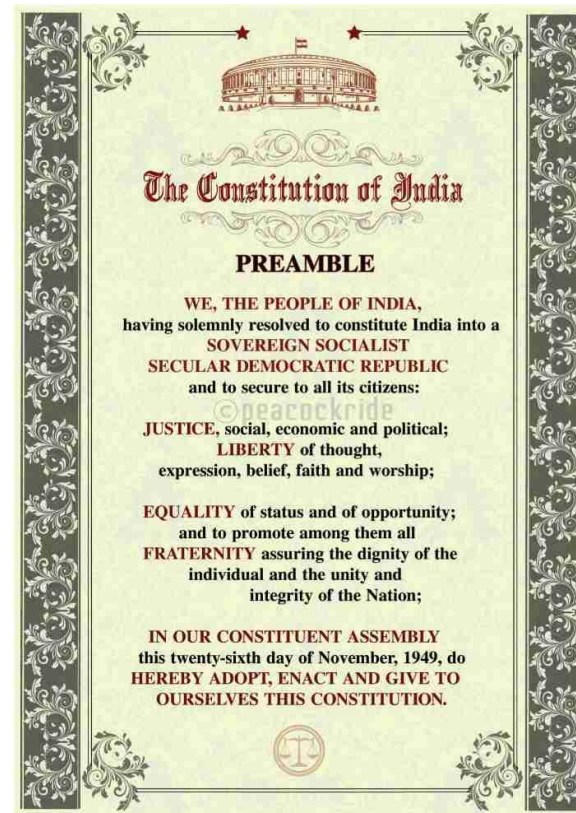 The Constitution of India
PREAMBLE
WE, THE PEOPLE OF INDIA,
having solemnly resolved to constitute India into a
SOVEREIGN SOCIALIST
SECULAR DEMOCRATIC REPUBLIC
and to secure to all its citizens:
©peacockride
JUSTICE, social, economic and political;
LIBERTY of thought,
expression, belief, faith and worship;
EQUALITY of status and of opportunity;
and to promote among them all
FRATERNITY assuring the dignity of the
individual and the unity and
integrity of the Nation;
IN OUR CONSTITUENT ASSEMBLY
this twenty-sixth day of November, 1949, do
HEREBY ADOPT, ENACT AND GIVE TO
OURSELVES THIS CONSTITUTION.